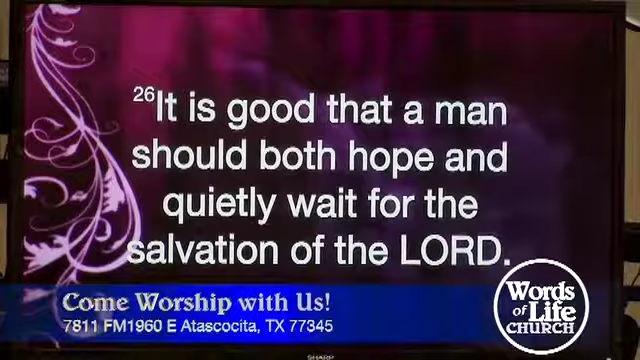 26It is good that a man
should both hope and
quietly wait for the
salvation of the LORD.
Come Worship with Us!
7811 FM1960 E Atascocita, TX 77345
Words
of Life
CHURCH
SHARP